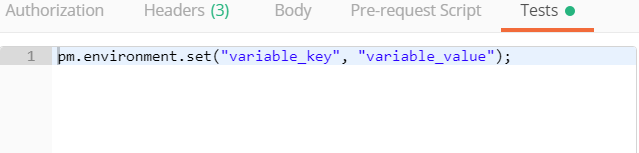 Authorization Headers (3) Body Pre-request Script Tests
1 pm.environment.set("variable_key", "variable_value");